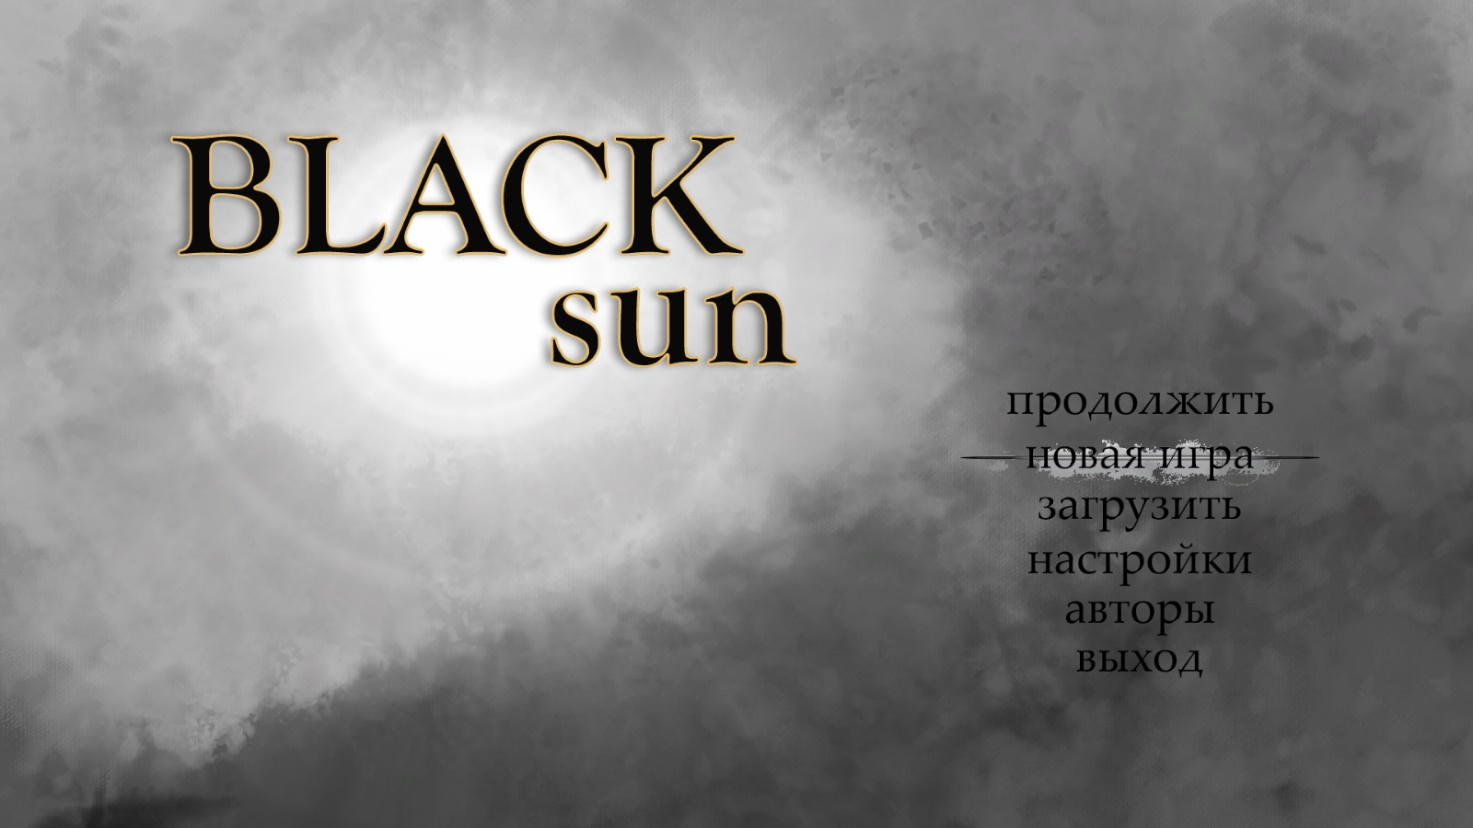 BLACK
sun
продолжить
новая игра
загрузить
настройки
авторы
выход